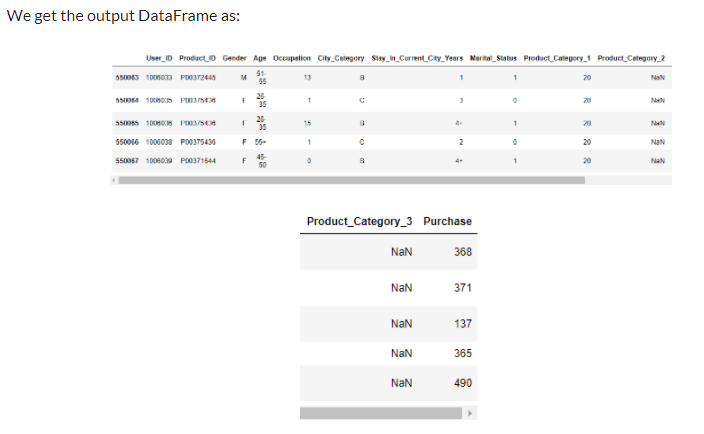 We get the output DataFrame as:
User_ID Product_ID Gender Age Occupation City_Category Stay_In_Current_City_Years Marital_Status Product_Category_1 Product_Category_2
550063 1006033 P00372445 M 51-55 13 B 1 1 20 NaN
550064 1006035 P00375436 F 26-35 1 C 3 0 20 NaN
550065 1006036 P00375436 F 26-35 15 B 4+ 1 20 NaN
550066 1006038 P00375436 F 55+ 1 C 2 0 20 NaN
550067 1006039 P00371644 F 46-50 0 B 4+ 1 20 NaN
Product_Category_3 Purchase
NaN 368
NaN 371
NaN 137
NaN 365
NaN 490